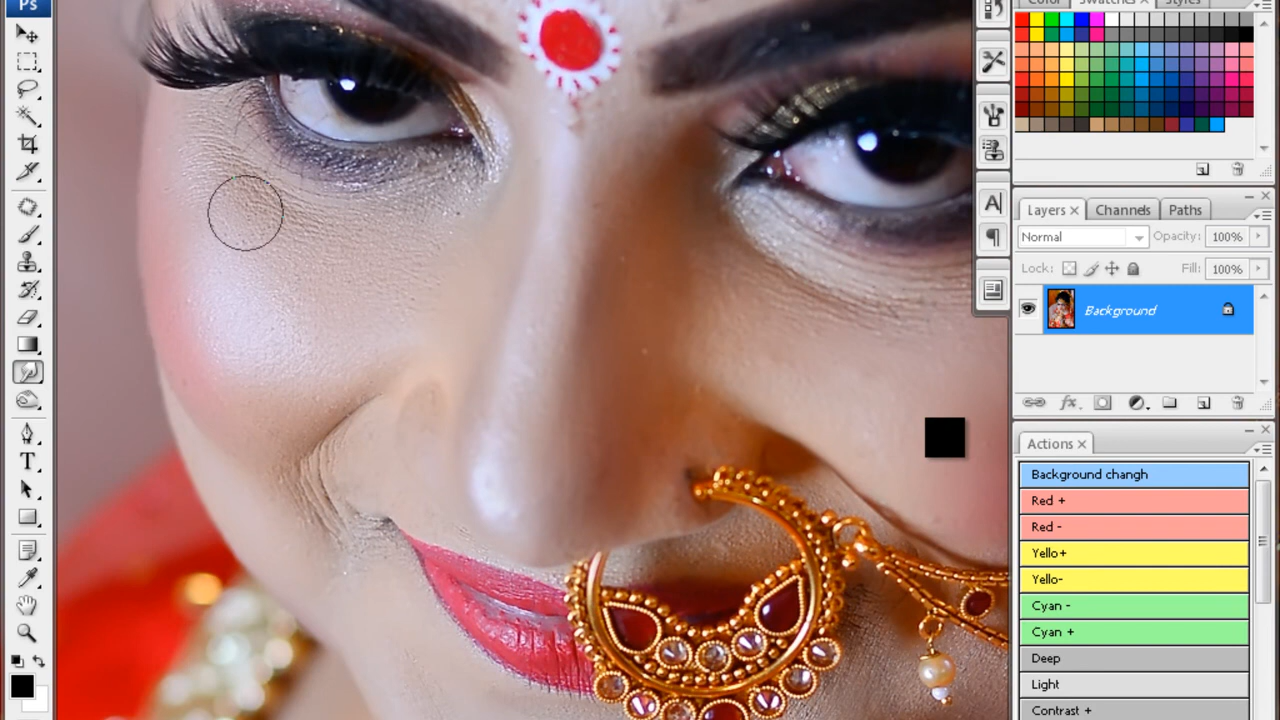 Ps
Color
Swatches
Styles
Layers
Channels
Paths
Normal
Opacity: 100%
Lock:
Fill: 100%
Background
fx
Actions
Background changh
Red +
Red -
Yello+
Yello-
Cyan -
Cyan +
Deep
Light
Contrast +
A
T